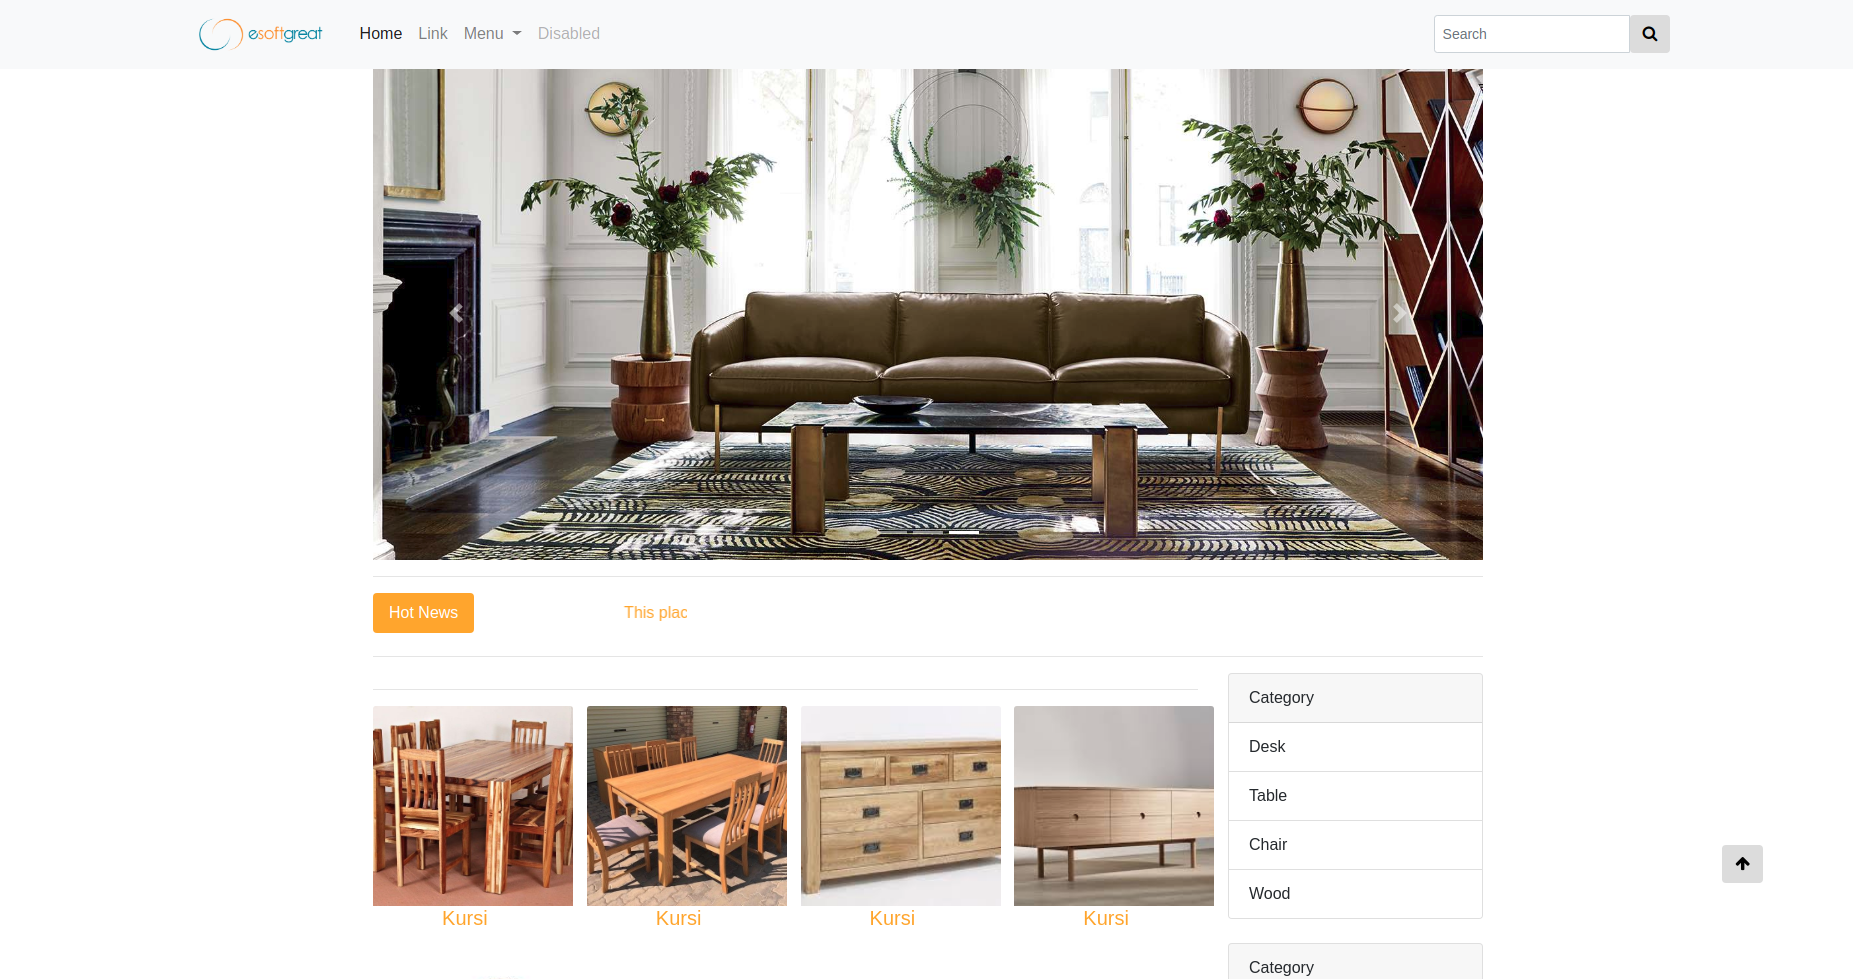 esoftgreat
Home Link Menu Disabled
Search
Hot News
This plac
Category
Desk
Table
Chair
Wood
Kursi Kursi Kursi Kursi
Category